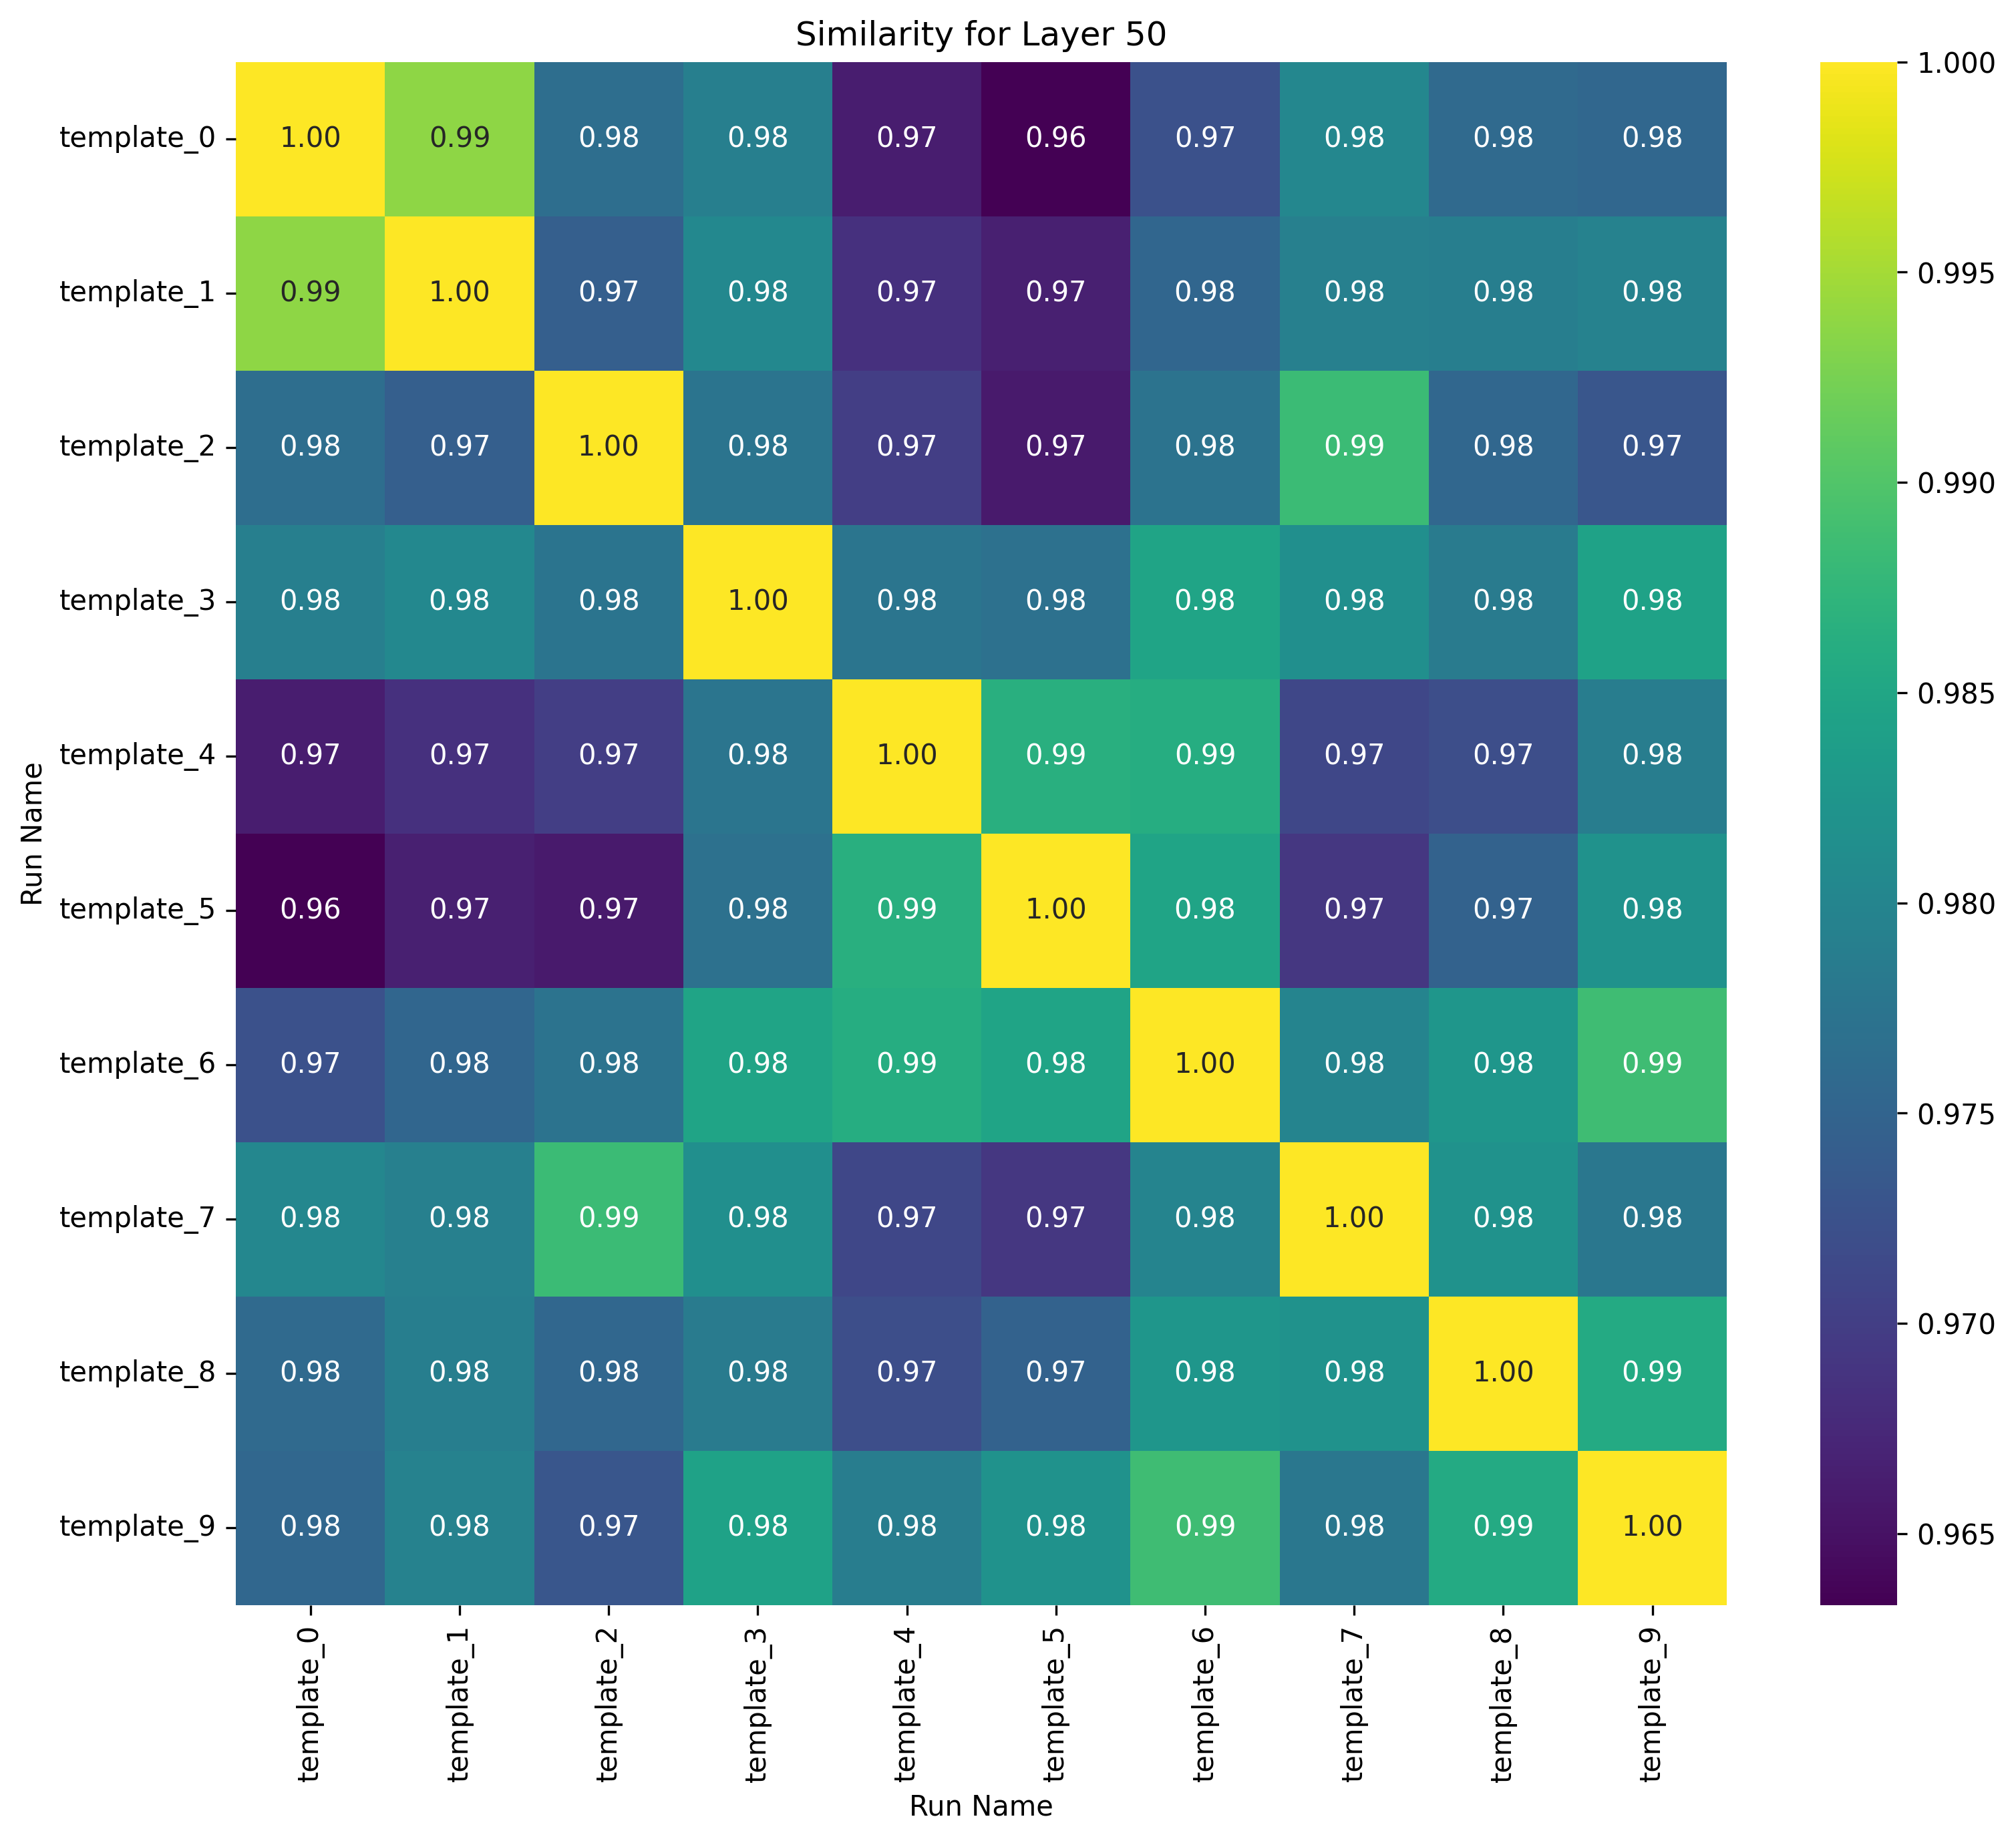 Similarity for Layer 50
template_0 1.00 0.99 0.98 0.98 0.97 0.96 0.97 0.98 0.98 0.98
template_1 0.99 1.00 0.97 0.98 0.97 0.97 0.98 0.98 0.98 0.98
template_2 0.98 0.97 1.00 0.98 0.97 0.97 0.98 0.99 0.98 0.97
template_3 0.98 0.98 0.98 1.00 0.98 0.98 0.98 0.98 0.98 0.98
template_4 0.97 0.97 0.97 0.98 1.00 0.99 0.99 0.97 0.97 0.98
template_5 0.96 0.97 0.97 0.98 0.99 1.00 0.98 0.97 0.97 0.98
template_6 0.97 0.98 0.98 0.98 0.99 0.98 1.00 0.98 0.98 0.99
template_7 0.98 0.98 0.99 0.98 0.97 0.97 0.98 1.00 0.98 0.98
template_8 0.98 0.98 0.98 0.98 0.97 0.97 0.98 0.98 1.00 0.99
template_9 0.98 0.98 0.97 0.98 0.98 0.98 0.99 0.98 0.99 1.00
Run Name
template_0 template_1 template_2 template_3 template_4 template_5 template_6 template_7 template_8 template_9
Run Name
1.000
0.995
0.990
0.985
0.980
0.975
0.970
0.965